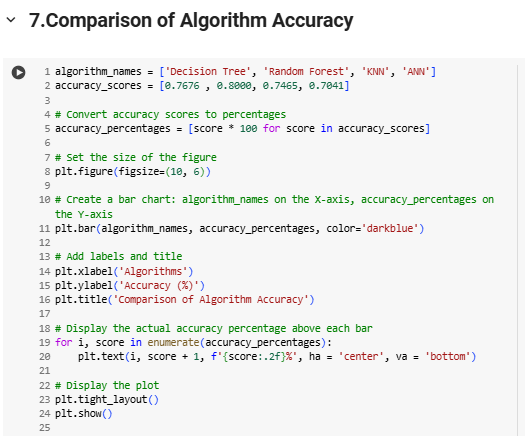 7.Comparison of Algorithm Accuracy
1 algorithm_names = ['Decision Tree', 'Random Forest', 'KNN', 'ANN']
2 accuracy_scores = [0.7676 , 0.8000, 0.7465, 0.7041]
3
4 # Convert accuracy scores to percentages
5 accuracy_percentages = [score * 100 for score in accuracy_scores]
6
7 # Set the size of the figure
8 plt.figure(figsize=(10, 6))
9
10 # Create a bar chart: algorithm_names on the X-axis, accuracy_percentages on
the Y-axis
11 plt.bar(algorithm_names, accuracy_percentages, color='darkblue')
12
13 # Add labels and title
14 plt.xlabel('Algorithms')
15 plt.ylabel('Accuracy (%)')
16 plt.title('Comparison of Algorithm Accuracy')
17
18 # Display the actual accuracy percentage above each bar
19 for i, score in enumerate(accuracy_percentages):
20     plt.text(i, score + 1, f'{score:.2f}%', ha = 'center', va = 'bottom')
21
22 # Display the plot
23 plt.tight_layout()
24 plt.show()
25